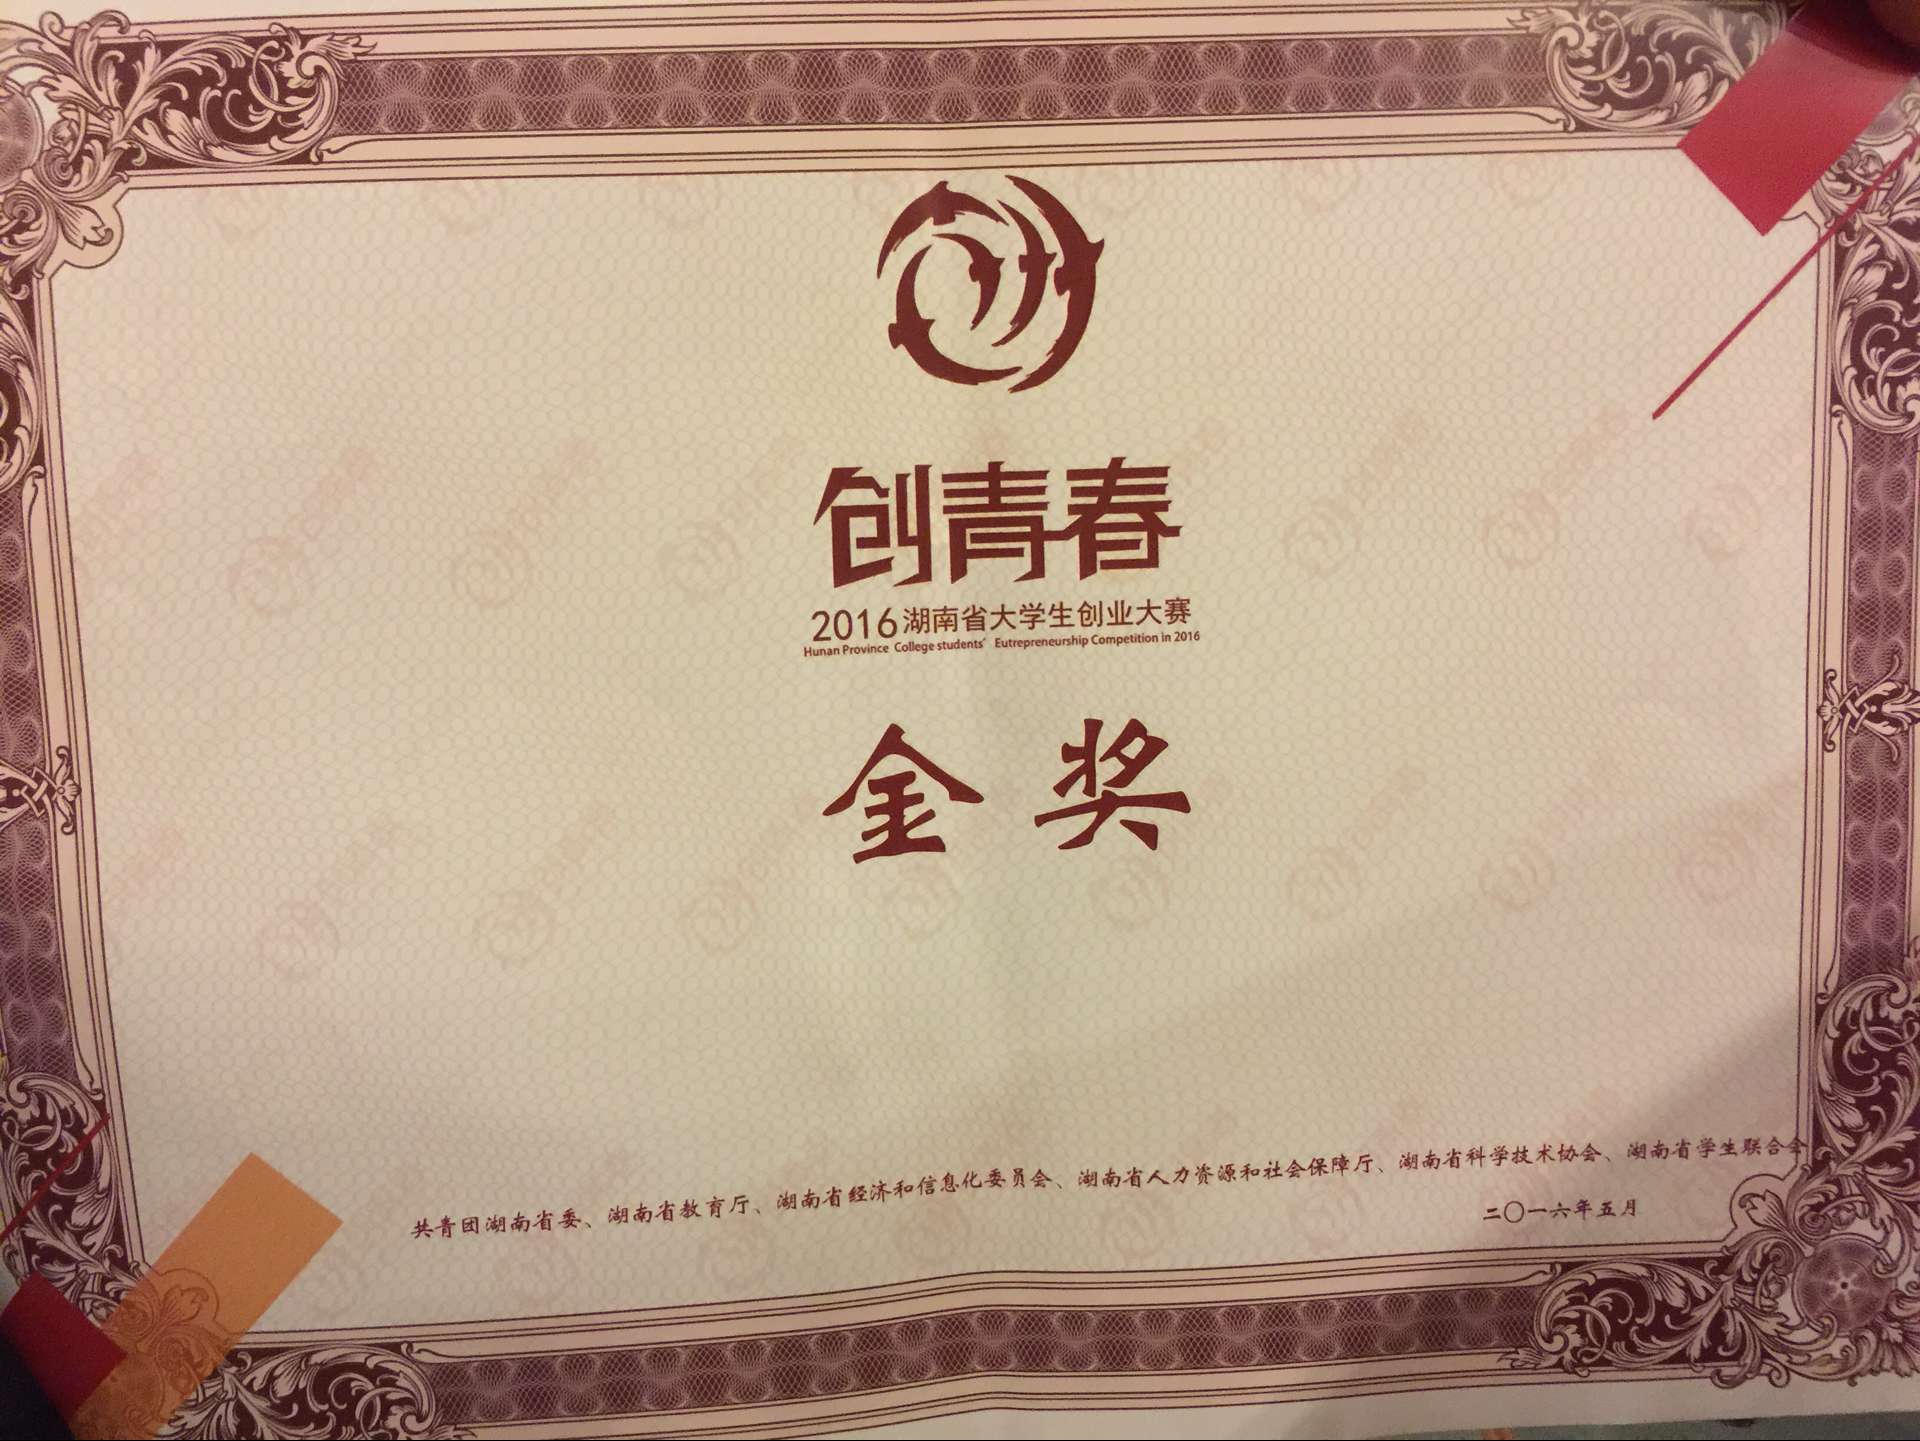 创青春
2016湖南省大学生创业大赛
Hunan Province College students' Eutrepreneurship Competition in 2016
金奖
共青团湖南省委、湖南省教育厅、湖南省经济和信息化委员会、湖南省人力资源和社会保障厅、湖南省科学技术协会、湖南省学生联合会
二〇一六年五月